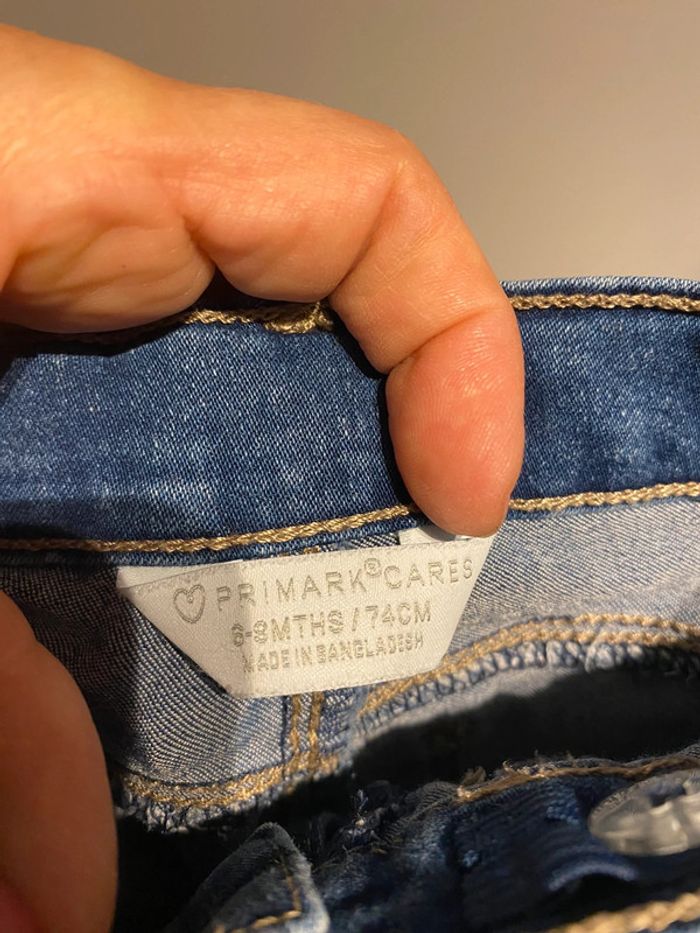 PRIMARK® CARES
6-9MTHS / 74CM
MADE IN BANGLADESH